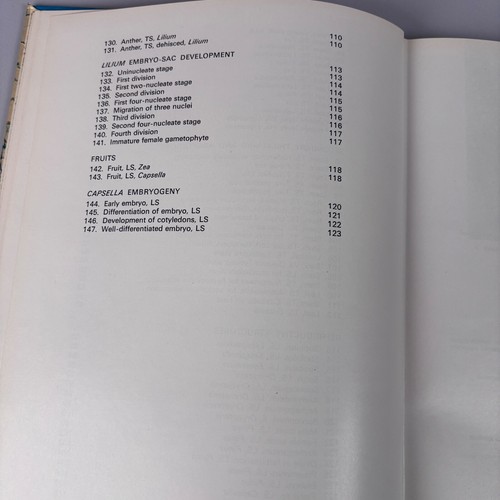 130. Anther, TS, Lilium 110
131. Anther, TS, dehisced, Lilium 110
LILIUM EMBRYO-SAC DEVELOPMENT
132. Uninucleate stage 113
133. First division 113
134. First two-nucleate stage 114
135. Second division 114
136. First four-nucleate stage 115
137. Migration of three nuclei 115
138. Third division 116
139. Second four-nucleate stage 116
140. Fourth division 117
141. Immature female gametophyte 117
FRUITS
142. Fruit, LS, Zea 118
143. Fruit, LS, Capsella 118
CAPSELLA EMBRYOGENY
144. Early embryo, LS 120
145. Differentiation of embryo, LS 121
146. Development of cotyledons, LS 122
147. Well-differentiated embryo, LS 123